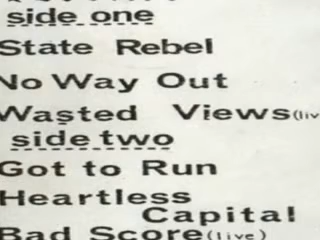 side one
State Rebel
No Way Out
Wasted Views(liv
side two
Got to Run
Heartless
Capital
Bad Score(live)